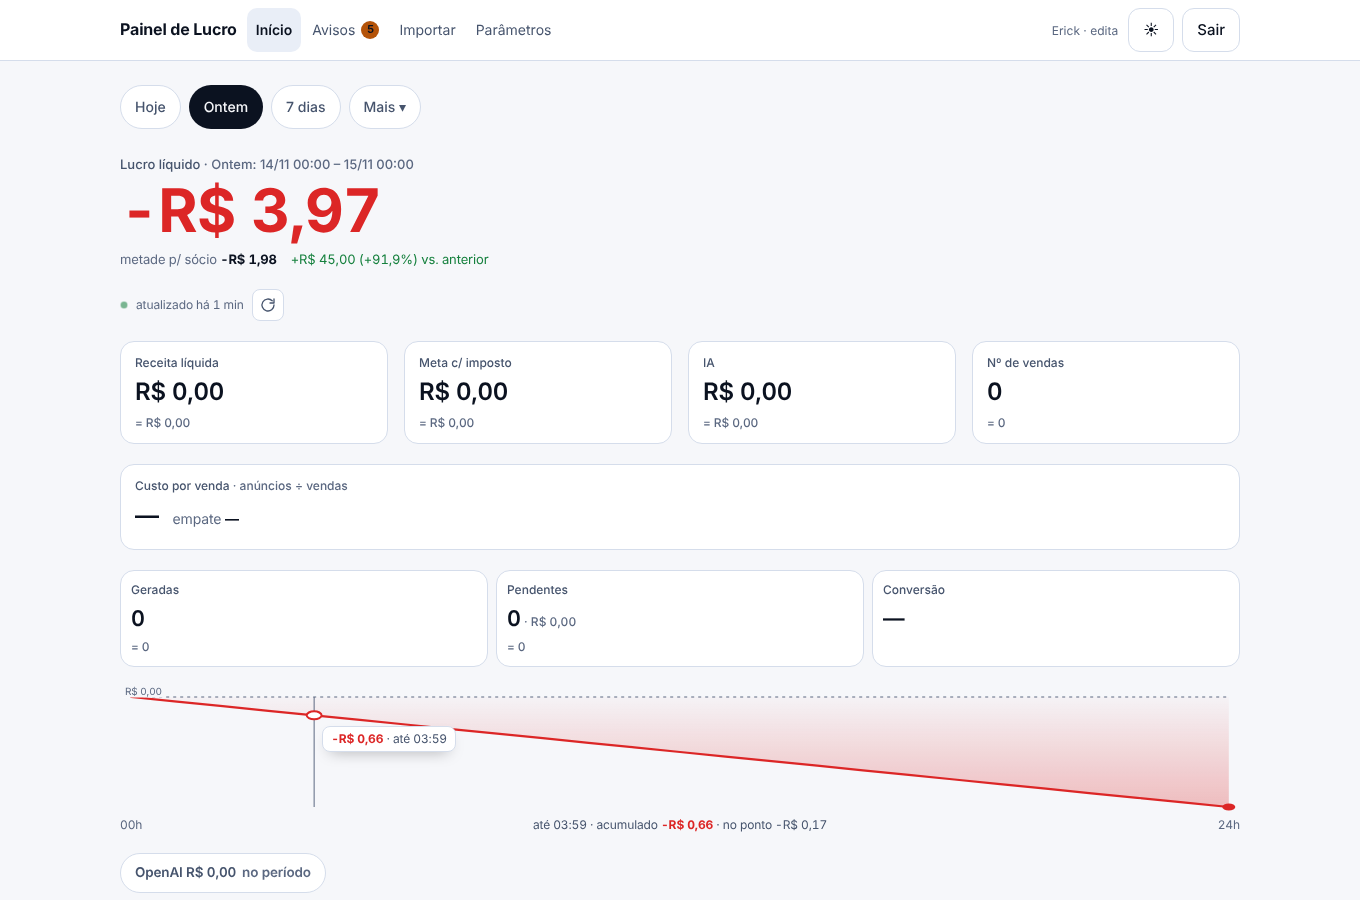 Painel de Lucro Início Avisos 5 Importar Parâmetros Erick · edita ☀ Sair
Hoje Ontem 7 dias Mais ▾
Lucro líquido · Ontem: 14/11 00:00 – 15/11 00:00
-R$ 3,97
metade p/ sócio -R$ 1,98 +R$ 45,00 (+91,9%) vs. anterior
atualizado há 1 min
Receita líquida Meta c/ imposto IA Nº de vendas
R$ 0,00 R$ 0,00 R$ 0,00 0
= R$ 0,00 = R$ 0,00 = R$ 0,00 = 0
Custo por venda · anúncios ÷ vendas
— empate —
Geradas Pendentes Conversão
0 0 · R$ 0,00 —
= 0 = 0
R$ 0,00
-R$ 0,66 · até 03:59
00h até 03:59 · acumulado -R$ 0,66 · no ponto -R$ 0,17 24h
OpenAI R$ 0,00 no período